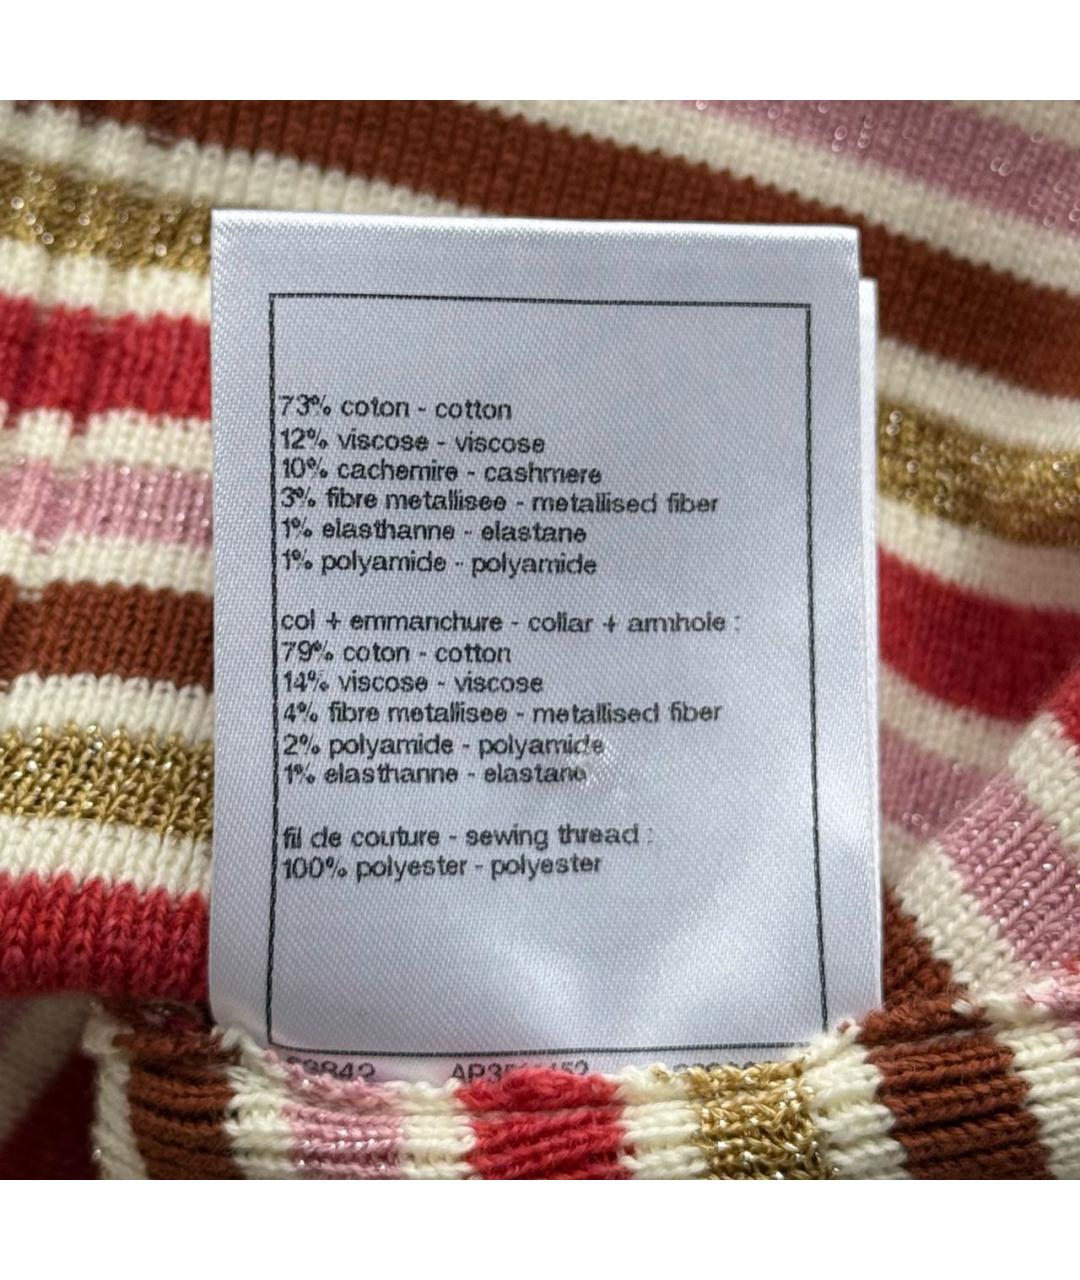 73% coton - cotton
12% viscose - viscose
10% cachemire - cashmere
3% fibre metallisee - metallised fiber
1% elasthanne - elastane
1% polyamide - polyamide
col + emmanchure - collar + armhole :
79% coton - cotton
14% viscose - viscose
4% fibre metallisee - metallised fiber
2% polyamide - polyamide
1% elasthanne - elastane
fil de couture - sewing thread :
100% polyester - polyester